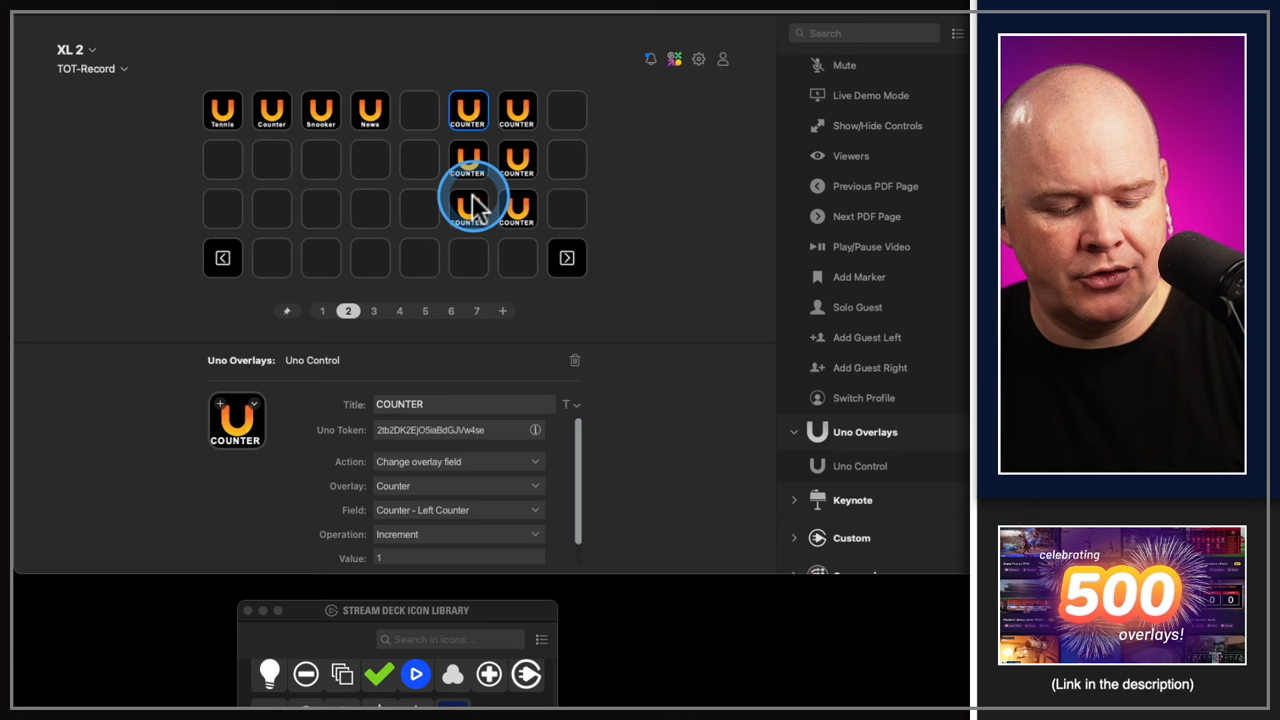 XL 2
TOT-Record
Tennis
Counter
Snooker
News
COUNTER
COUNTER
COUNTER
COUNTER
COUNTER
COUNTER
1 2 3 4 5 6 7 +
Uno Overlays: Uno Control
COUNTER
Title: COUNTER
Uno Token: 2tb2DK2EjO5iaBdGJVw4se
Action: Change overlay field
Overlay: Counter
Field: Counter - Left Counter
Operation: Increment
Value: 1
Search
Mute
Live Demo Mode
Show/Hide Controls
Viewers
Previous PDF Page
Next PDF Page
Play/Pause Video
Add Marker
Solo Guest
Add Guest Left
Add Guest Right
Switch Profile
Uno Overlays
Uno Control
Keynote
Custom
STREAM DECK ICON LIBRARY
Search in icons...
celebrating
500
overlays!
(Link in the description)